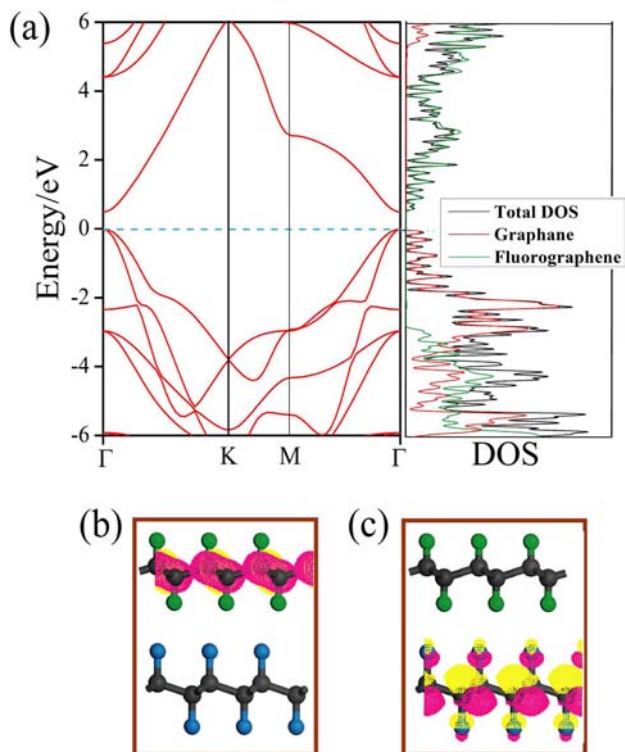 (a)
6
4
2
0
-2
-4
-6
Energy/eV
Γ K M Γ
Total DOS
Graphane
Fluorographene
DOS
(b) (c)